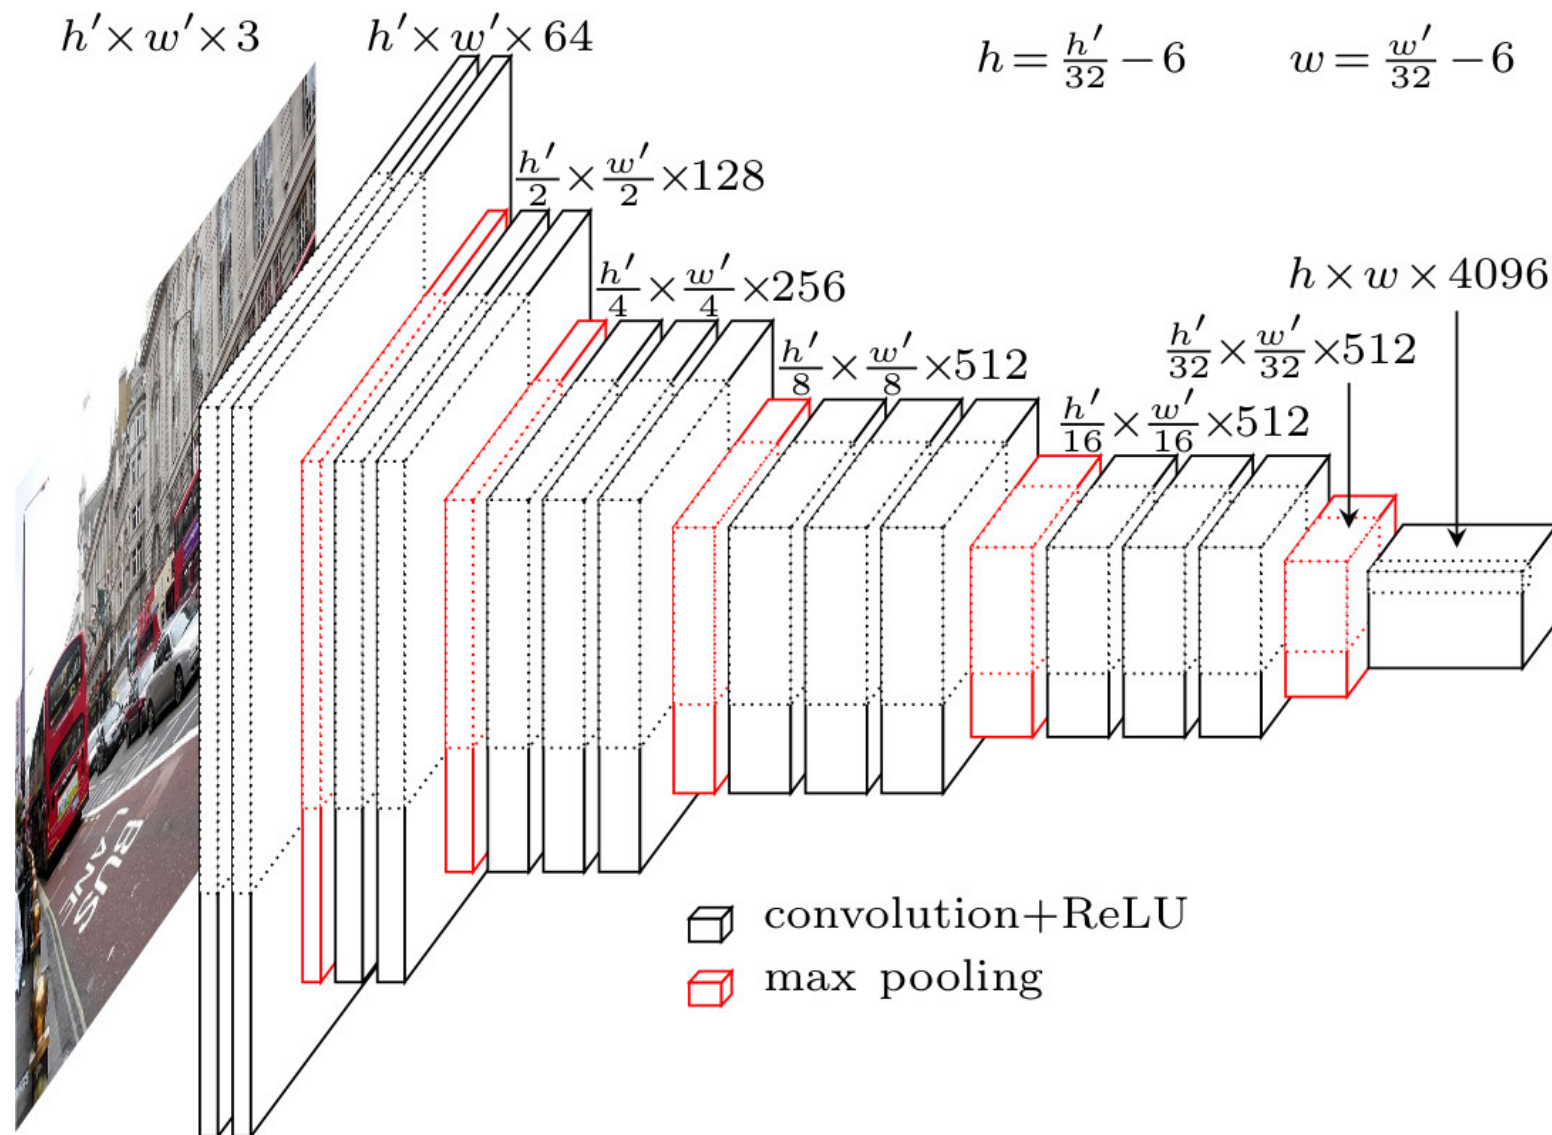 h′×w′×3
h′×w′×64
h = h′/32 − 6
w = w′/32 − 6
h′/2×w′/2×128
h′/4×w′/4×256
h × w × 4096
h′/8×w′/8×512
h′/32×w′/32×512
h′/16×w′/16×512
BUS
LANE
convolution+ReLU
max pooling